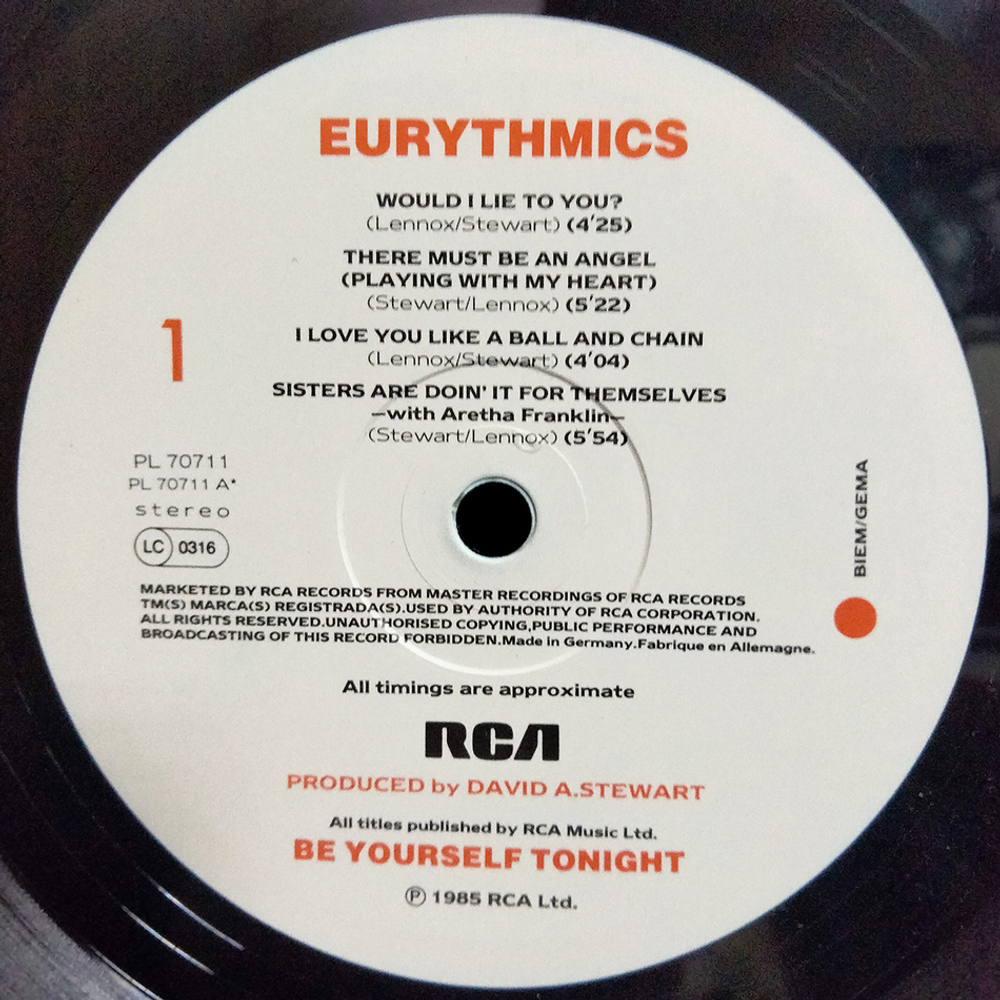 EURYTHMICS
WOULD I LIE TO YOU?
(Lennox/Stewart) (4'25)
THERE MUST BE AN ANGEL
(PLAYING WITH MY HEART)
(Stewart/Lennox) (5'22)
I LOVE YOU LIKE A BALL AND CHAIN
(Lennox/Stewart) (4'04)
SISTERS ARE DOIN' IT FOR THEMSELVES
–with Aretha Franklin–
(Stewart/Lennox) (5'54)
1
PL 70711
PL 70711 A*
stereo
LC 0316
BIEM/GEMA
MARKETED BY RCA RECORDS FROM MASTER RECORDINGS OF RCA RECORDS
TM(S) MARCA(S) REGISTRADA(S).USED BY AUTHORITY OF RCA CORPORATION.
ALL RIGHTS RESERVED.UNAUTHORISED COPYING,PUBLIC PERFORMANCE AND
BROADCASTING OF THIS RECORD FORBIDDEN.Made in Germany.Fabrique en Allemagne.
All timings are approximate
RCA
PRODUCED by DAVID A.STEWART
All titles published by RCA Music Ltd.
BE YOURSELF TONIGHT
℗ 1985 RCA Ltd.